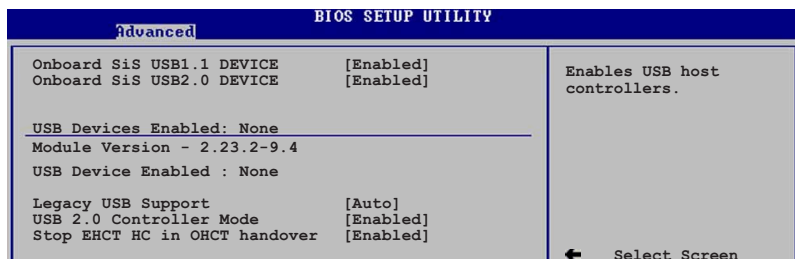 BIOS SETUP UTILITY
Advanced
Onboard SiS USB1.1 DEVICE [Enabled]
Onboard SiS USB2.0 DEVICE [Enabled]
USB Devices Enabled: None
Module Version - 2.23.2-9.4
USB Device Enabled : None
Legacy USB Support [Auto]
USB 2.0 Controller Mode [Enabled]
Stop EHCT HC in OHCT handover [Enabled]
Enables USB host
controllers.
Select Screen